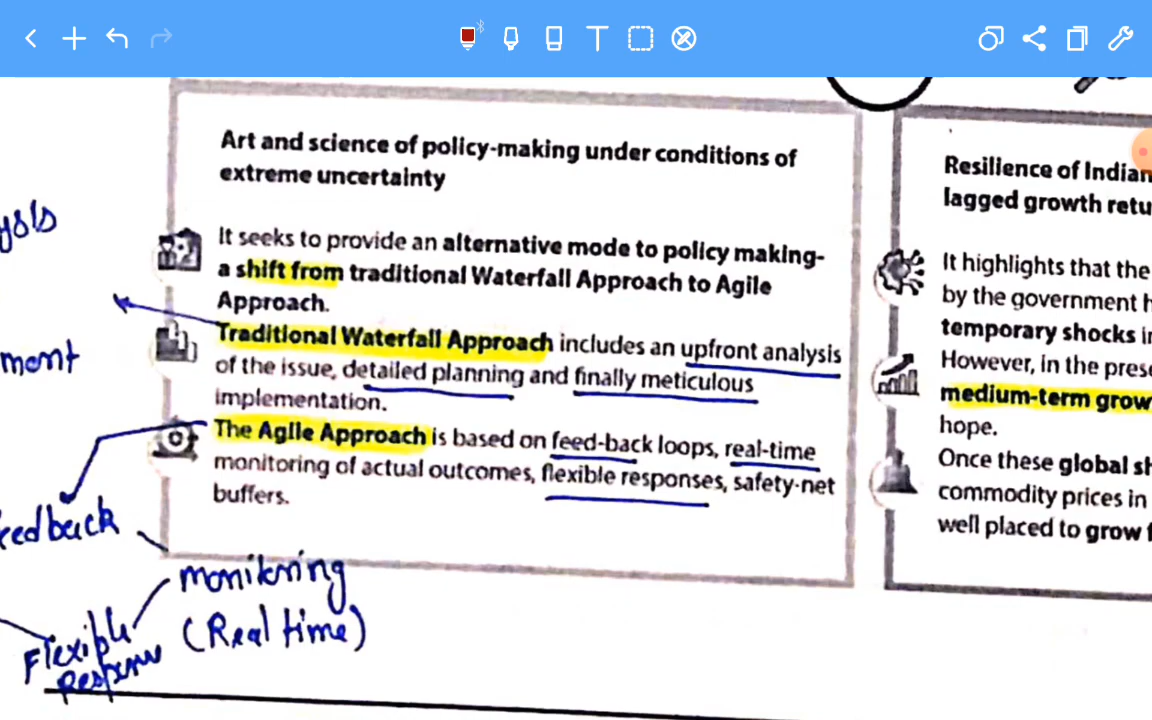 Art and science of policy-making under conditions of
extreme uncertainty
It seeks to provide an alternative mode to policy making-
a shift from traditional Waterfall Approach to Agile
Approach.
Traditional Waterfall Approach includes an upfront analysis
of the issue, detailed planning and finally meticulous
implementation.
The Agile Approach is based on feed-back loops, real-time
monitoring of actual outcomes, flexible responses, safety-net
buffers.
Resilience of Indian
lagged growth retu
It highlights that the
by the government h
temporary shocks i
However, in the prese
medium-term grow
hope.
Once these global sh
commodity prices in
well placed to grow f
ysis
ment
eedback
monitoring
(Real time)
Flexible